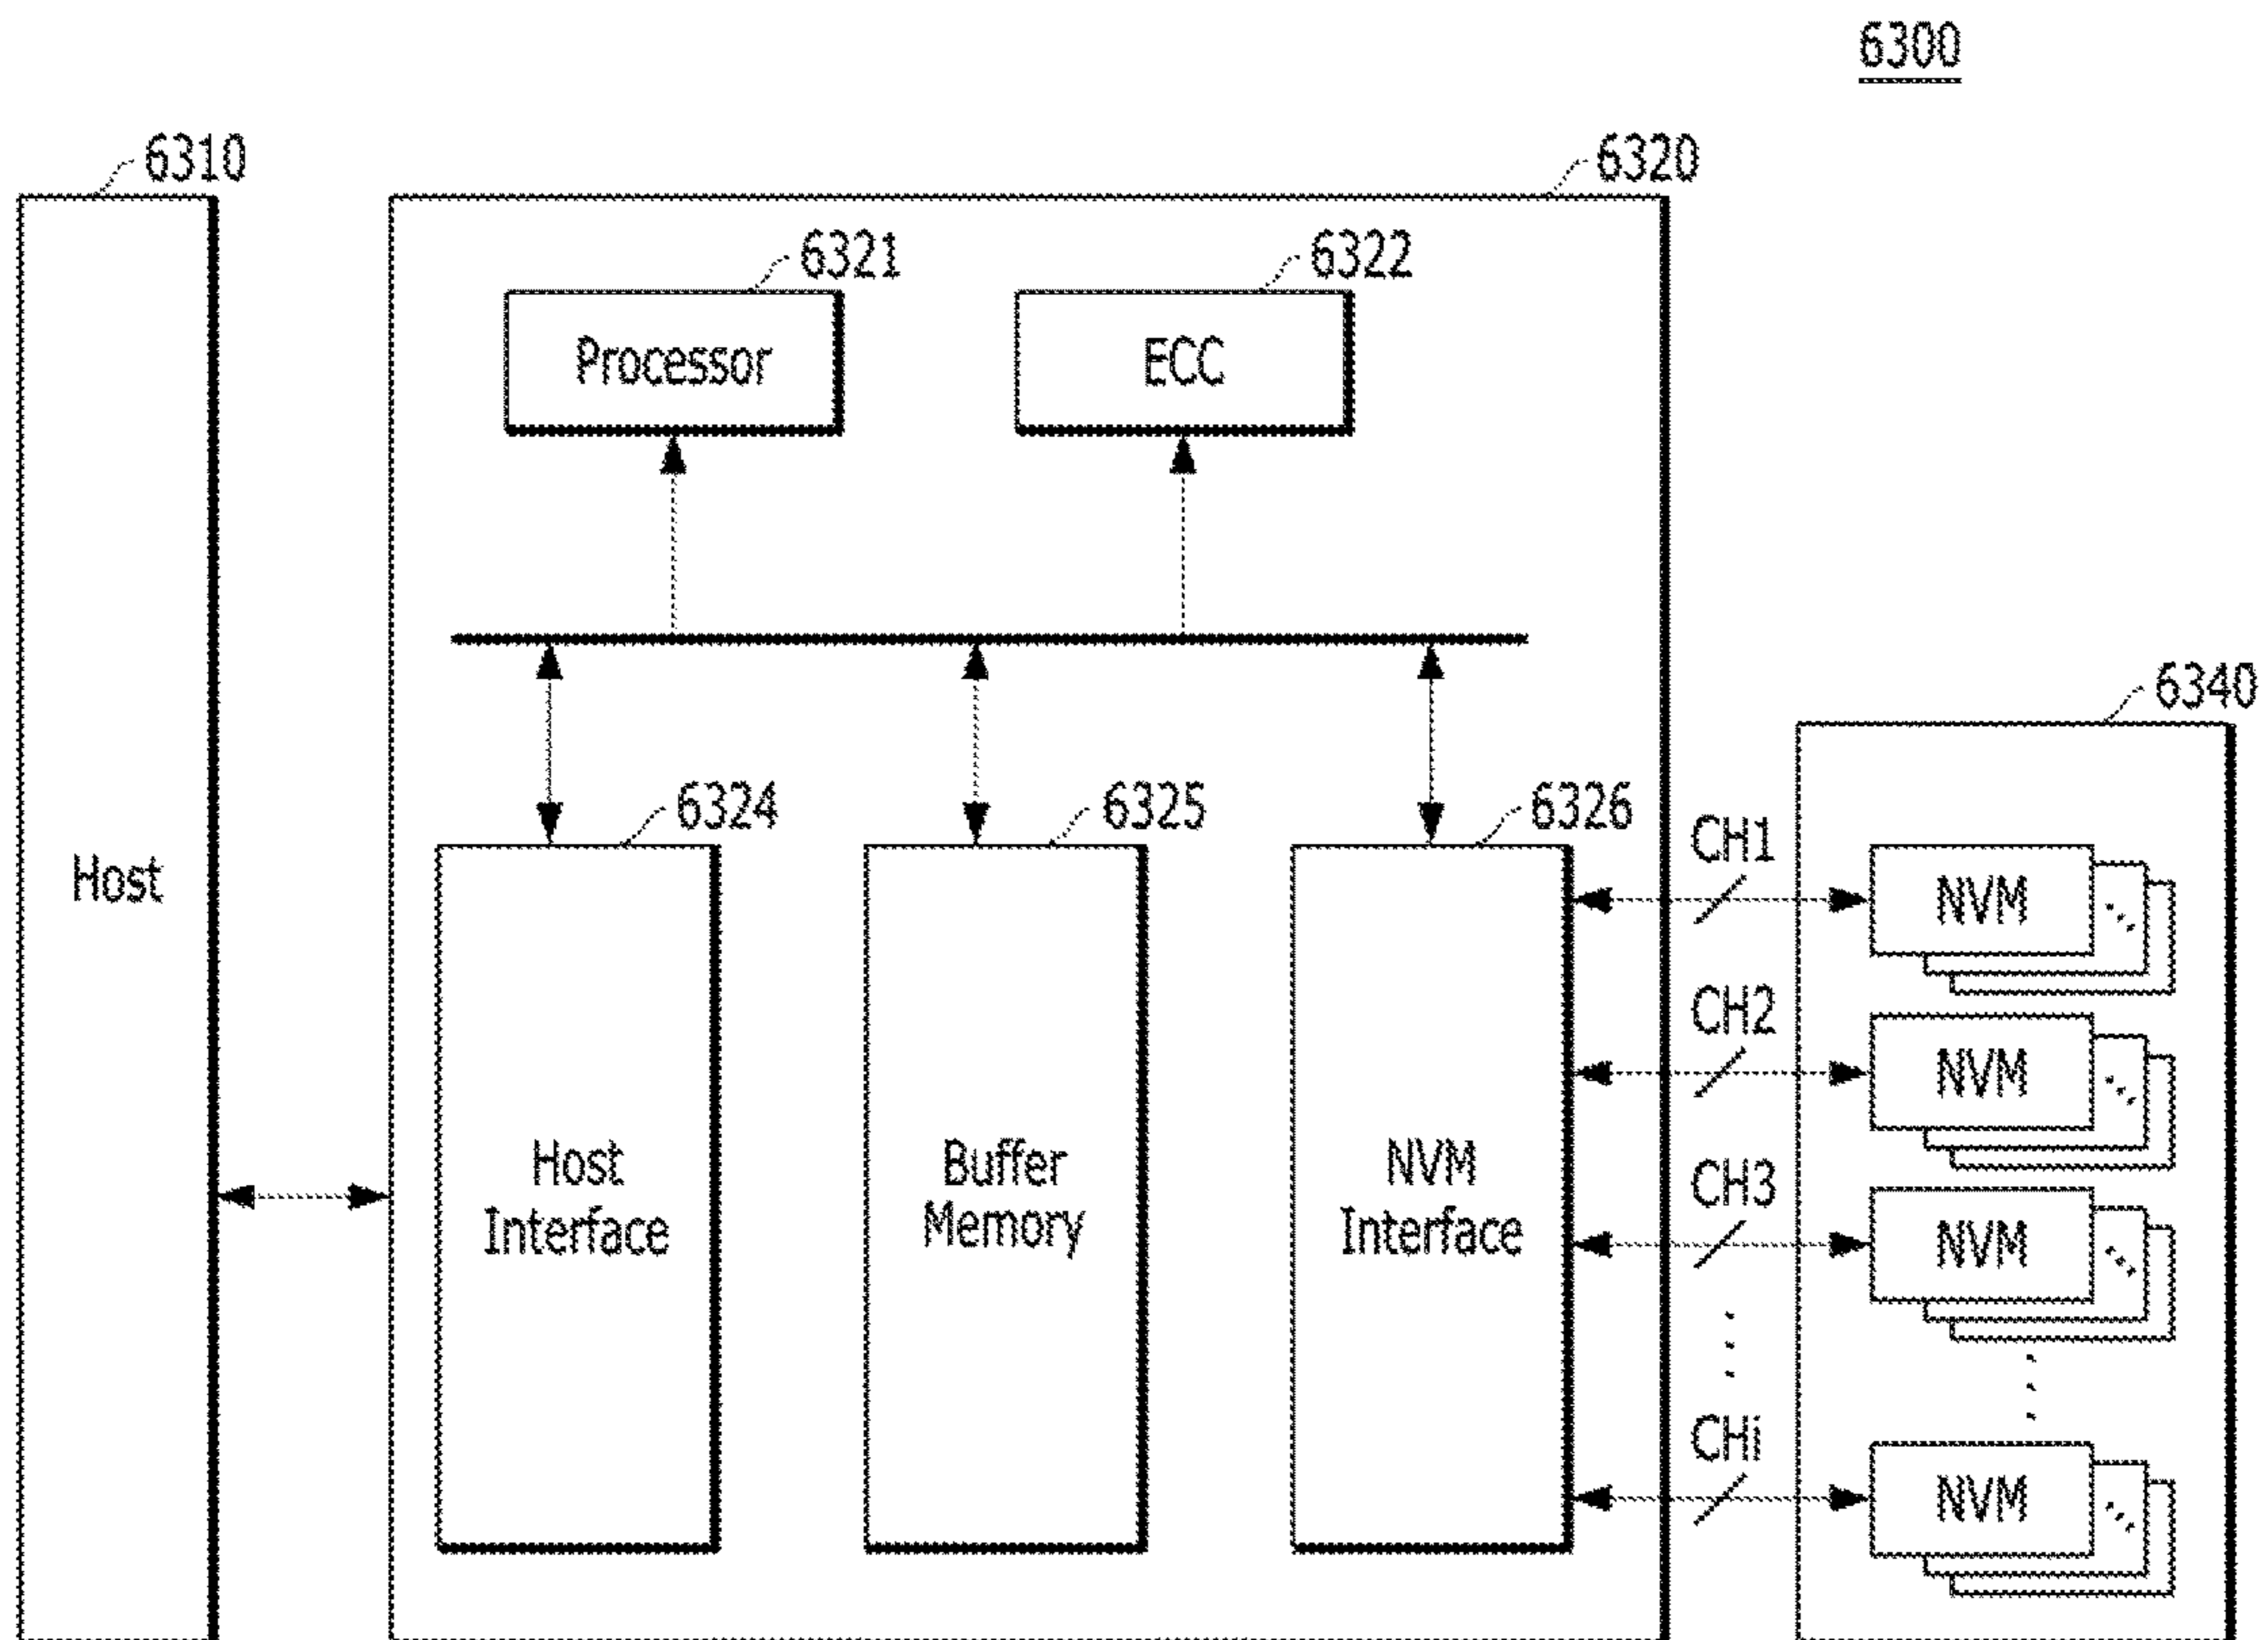 6300
6310
6320
6321
6322
Processor
ECC
6340
6324
6325
6326
CH1
Host
NVM
CH2
NVM
Host
Interface
Buffer
Memory
NVM
Interface
CH3
NVM
CHi
NVM